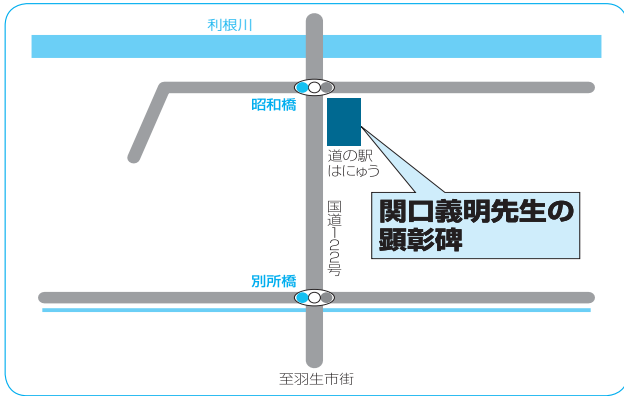 利根川
昭和橋
道の駅
はにゅう
関口義明先生の
顕彰碑
国道122号
別所橋
至羽生市街